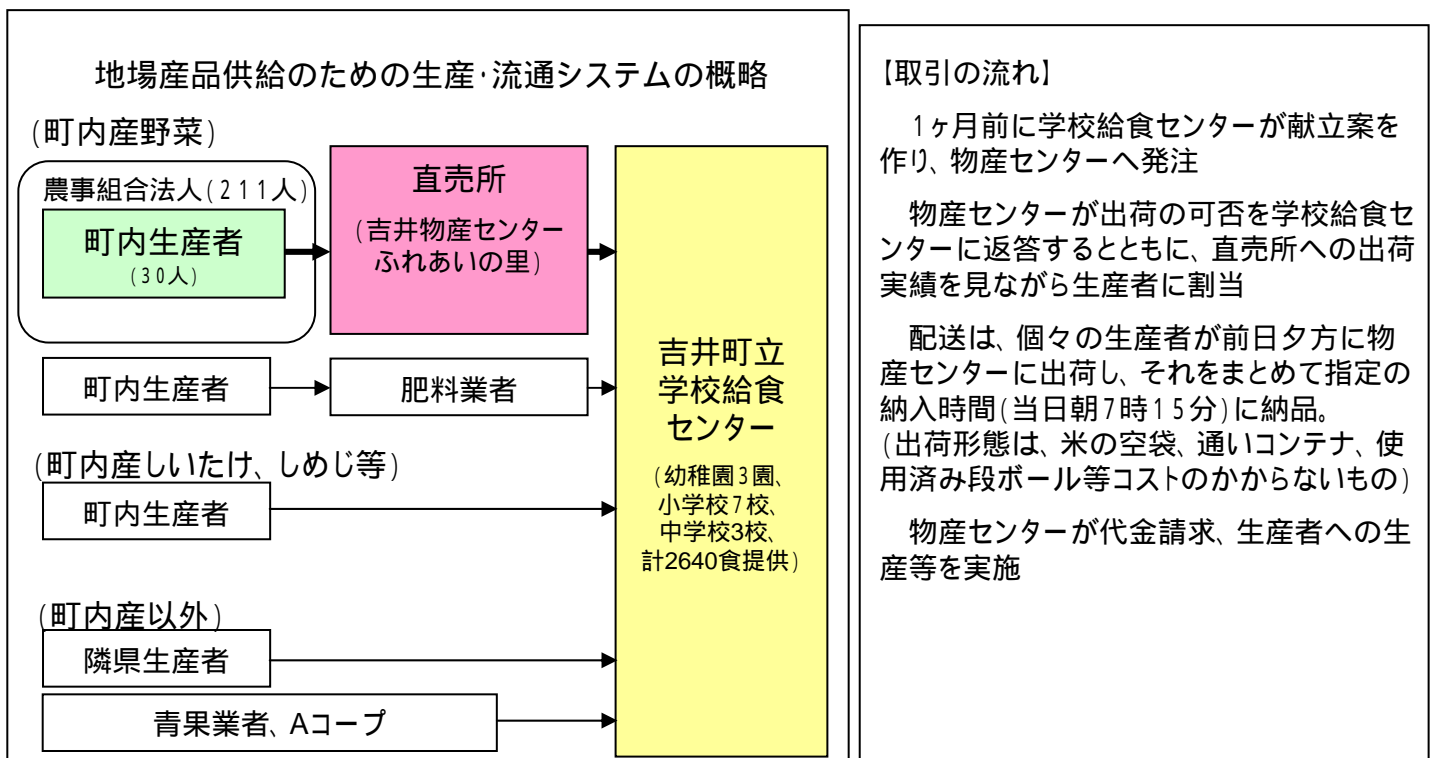 地場産品供給のための生産･流通システムの概略
(町内産野菜)
農事組合法人(211人)
町内生産者
(30人)
直売所
(吉井物産センター
ふれあいの里)
町内生産者
肥料業者
(町内産しいたけ、しめじ等)
町内生産者
(町内産以外)
隣県生産者
青果業者、Aコープ
吉井町立
学校給食
センター
(幼稚園3園、
小学校7校、
中学校3校、
計2640食提供)
【取引の流れ】
1ヶ月前に学校給食センターが献立案を
作り、物産センターへ発注
物産センターが出荷の可否を学校給食セ
ンターに返答するとともに、直売所への出荷
実績を見ながら生産者に割当
配送は、個々の生産者が前日夕方に物
産センターに出荷し、それをまとめて指定の
納入時間(当日朝7時15分)に納品。
(出荷形態は、米の空袋、通いコンテナ、使
用済み段ボール等コストのかからないもの)
物産センターが代金請求、生産者への生
産等を実施